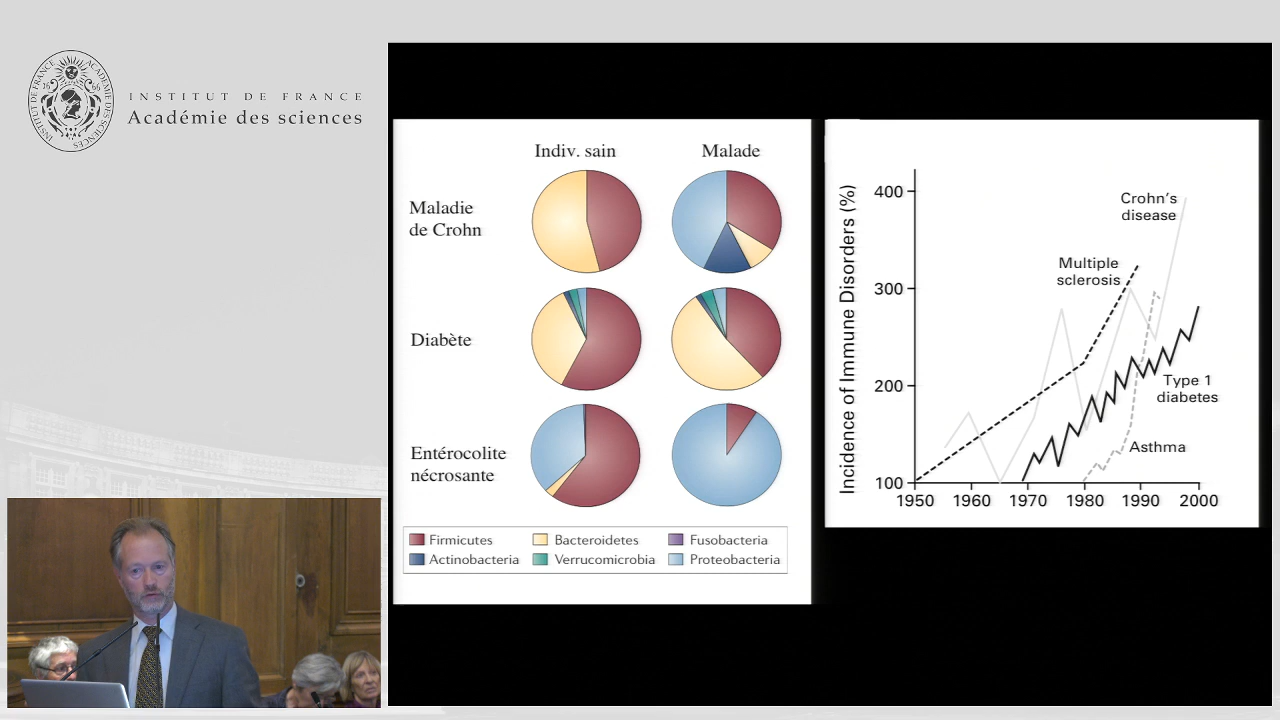 INSTITUT DE FRANCE
Académie des sciences
Indiv. sain
Malade
Maladie
de Crohn
Diabète
Entérocolite
nécrosante
Firmicutes
Bacteroidetes
Fusobacteria
Actinobacteria
Verrucomicrobia
Proteobacteria
Incidence of Immune Disorders (%)
400
300
200
100
1950
1960
1970
1980
1990
2000
Crohn's
disease
Multiple
sclerosis
Type 1
diabetes
Asthma